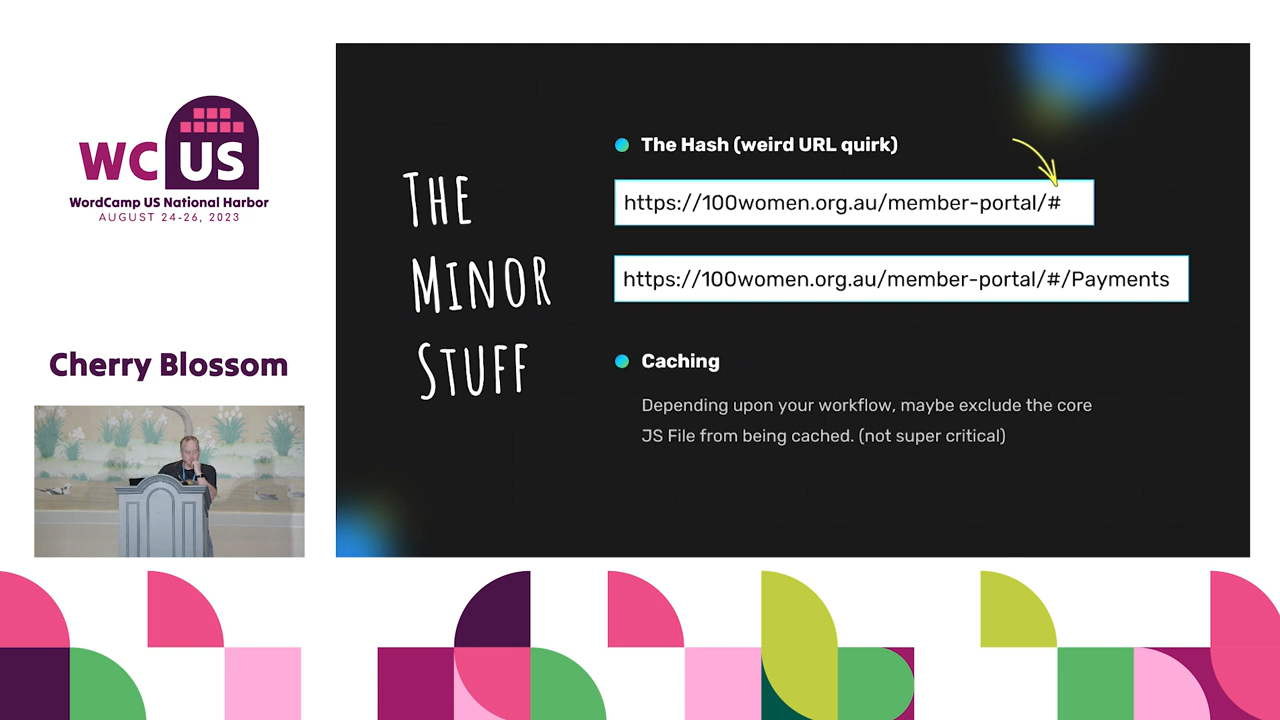 WC US
WordCamp US National Harbor
AUGUST 24-26, 2023
Cherry Blossom
The
Minor
Stuff
The Hash (weird URL quirk)
https://100women.org.au/member-portal/#
https://100women.org.au/member-portal/#/Payments
Caching
Depending upon your workflow, maybe exclude the core
JS File from being cached. (not super critical)